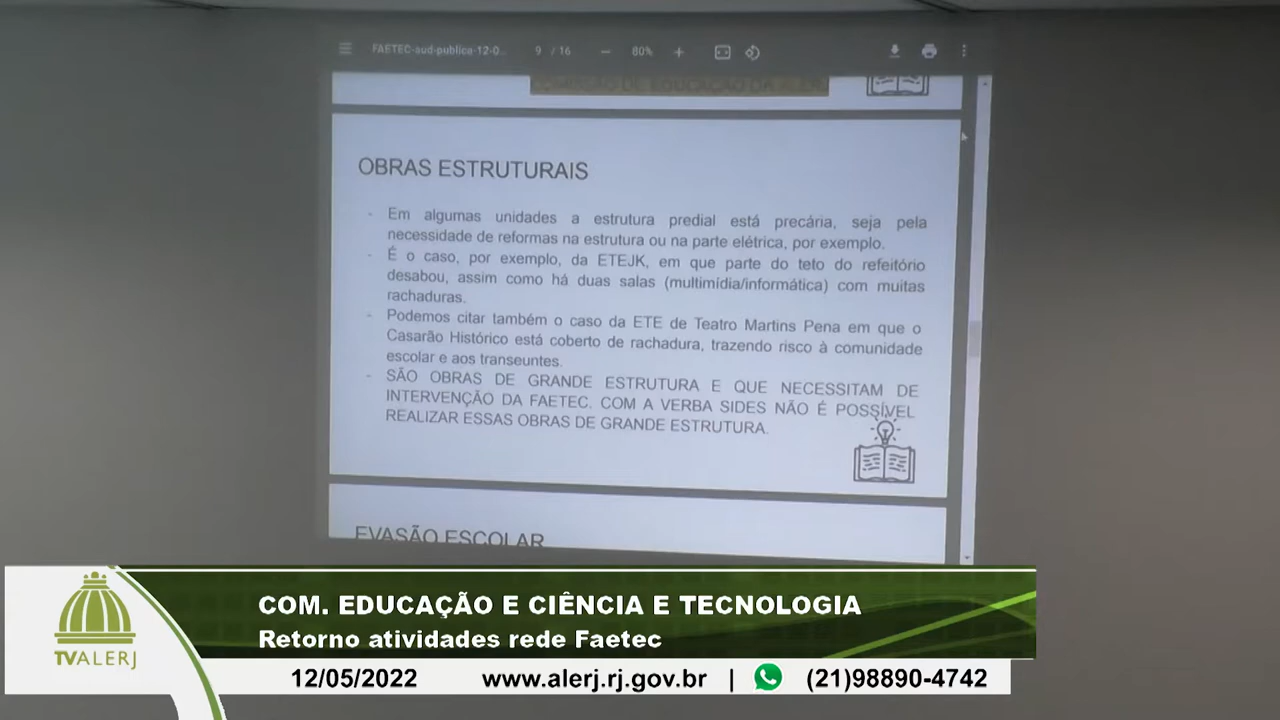 FAETEC-aud-publica-12-0...
9 / 16
80%
COMISSÃO DE EDUCAÇÃO DA ALERJ
OBRAS ESTRUTURAIS
- Em algumas unidades a estrutura predial está precária, seja pela
necessidade de reformas na estrutura ou na parte elétrica, por exemplo.
- É o caso, por exemplo, da ETEJK, em que parte do teto do refeitório
desabou, assim como há duas salas (multimídia/informática) com muitas
rachaduras.
- Podemos citar também o caso da ETE de Teatro Martins Pena em que o
Casarão Histórico está coberto de rachadura, trazendo risco à comunidade
escolar e aos transeuntes.
- SÃO OBRAS DE GRANDE ESTRUTURA E QUE NECESSITAM DE
INTERVENÇÃO DA FAETEC. COM A VERBA SIDES NÃO É POSSÍVEL
REALIZAR ESSAS OBRAS DE GRANDE ESTRUTURA.
EVASÃO ESCOLAR
COM. EDUCAÇÃO E CIÊNCIA E TECNOLOGIA
Retorno atividades rede Faetec
TVALERJ
12/05/2022 www.alerj.rj.gov.br | (21)98890-4742